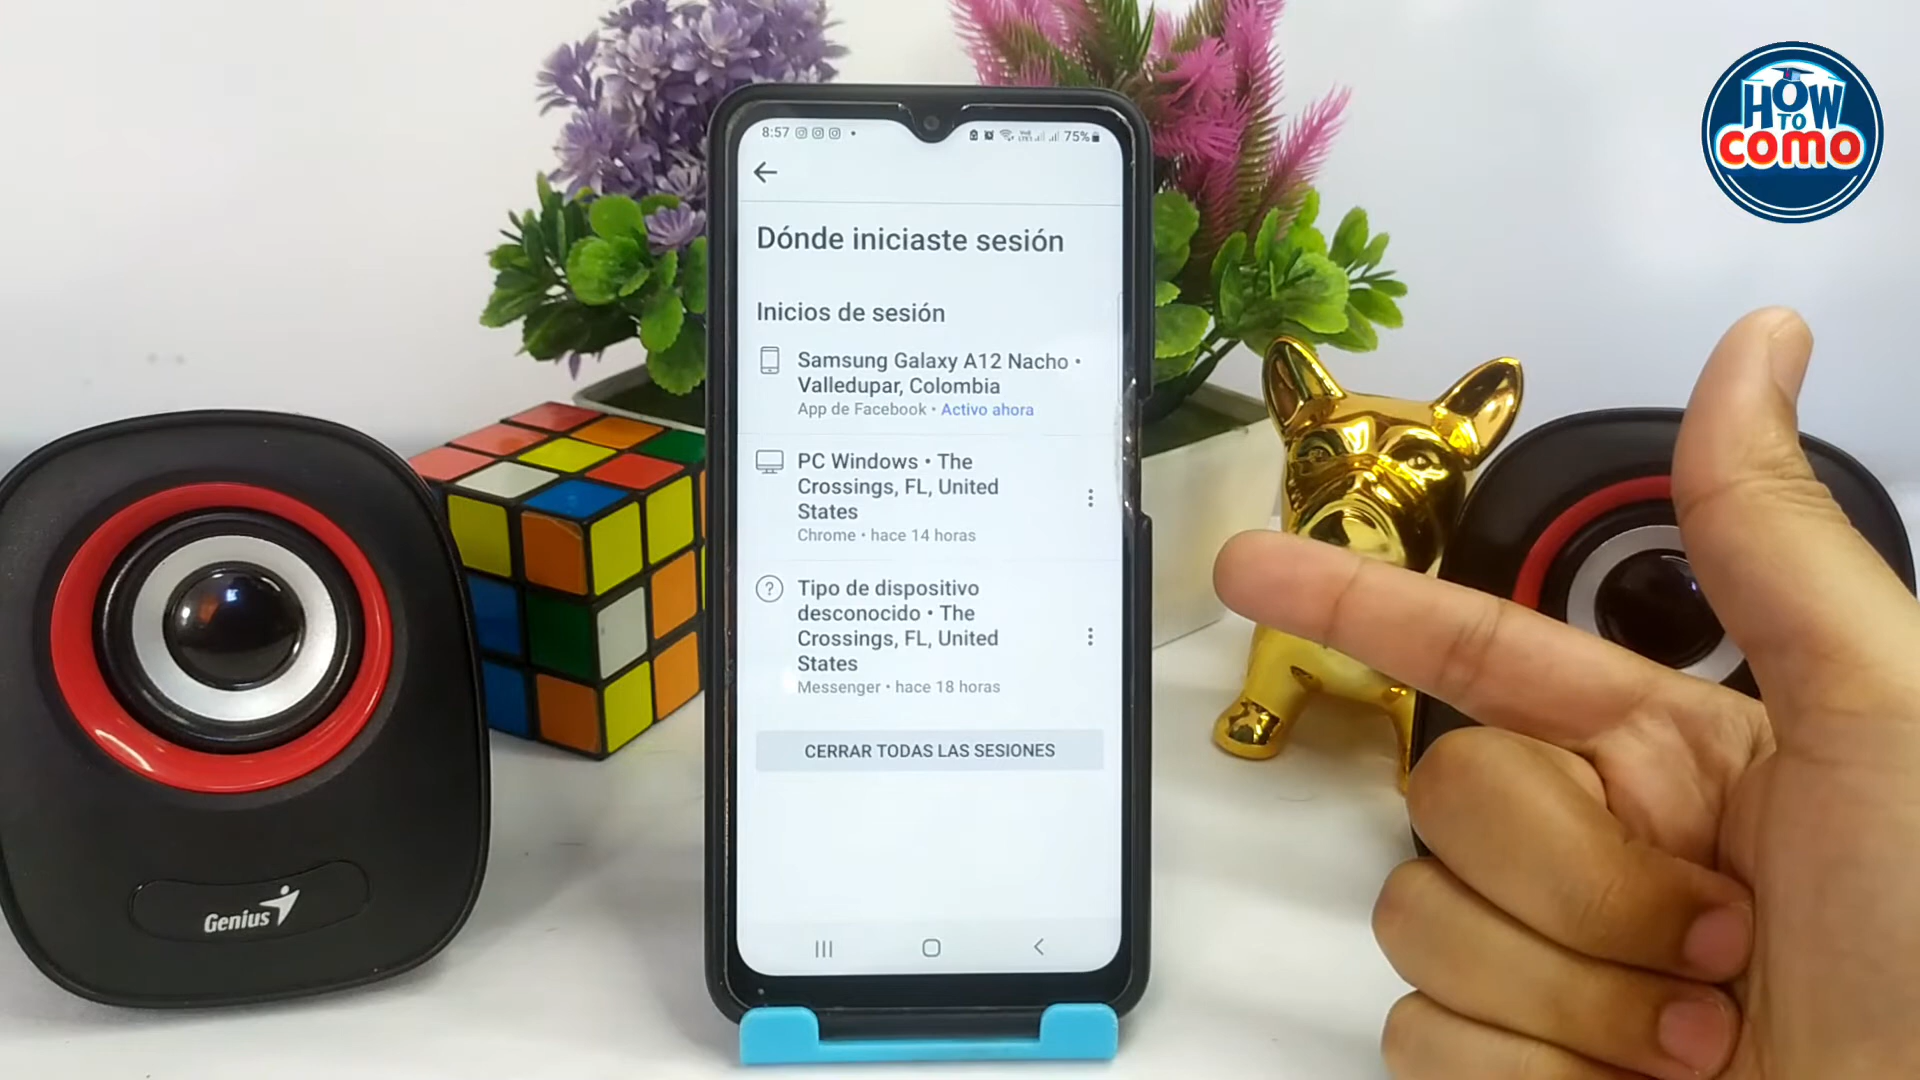 HOW
TO
COMO
8:57
75%
Dónde iniciaste sesión
Inicios de sesión
Samsung Galaxy A12 Nacho •
Valledupar, Colombia
App de Facebook • Activo ahora
PC Windows • The
Crossings, FL, United
States
Chrome • hace 14 horas
Tipo de dispositivo
desconocido • The
Crossings, FL, United
States
Messenger • hace 18 horas
CERRAR TODAS LAS SESIONES
Genius